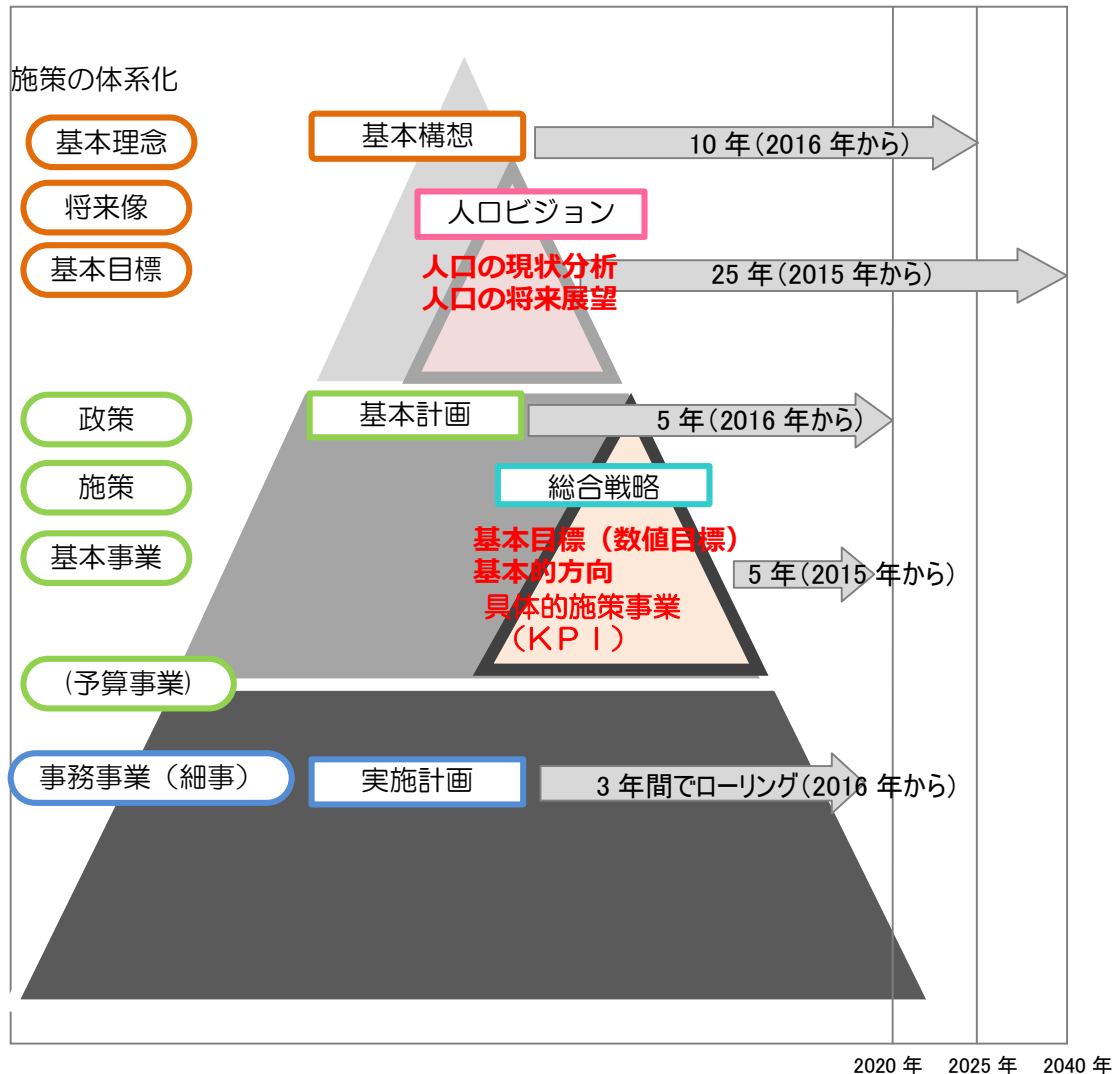 施策の体系化
基本理念
基本構想
10 年(2016 年から)
将来像
人口ビジョン
基本目標
人口の現状分析
人口の将来展望
25 年(2015 年から)
政策
基本計画
5 年(2016 年から)
施策
総合戦略
基本事業
基本目標（数値目標）
基本的方向
具体的施策事業
（ＫＰＩ）
5 年(2015 年から)
(予算事業)
事務事業（細事）
実施計画
3 年間でローリング(2016 年から)
2020 年 2025 年 2040 年